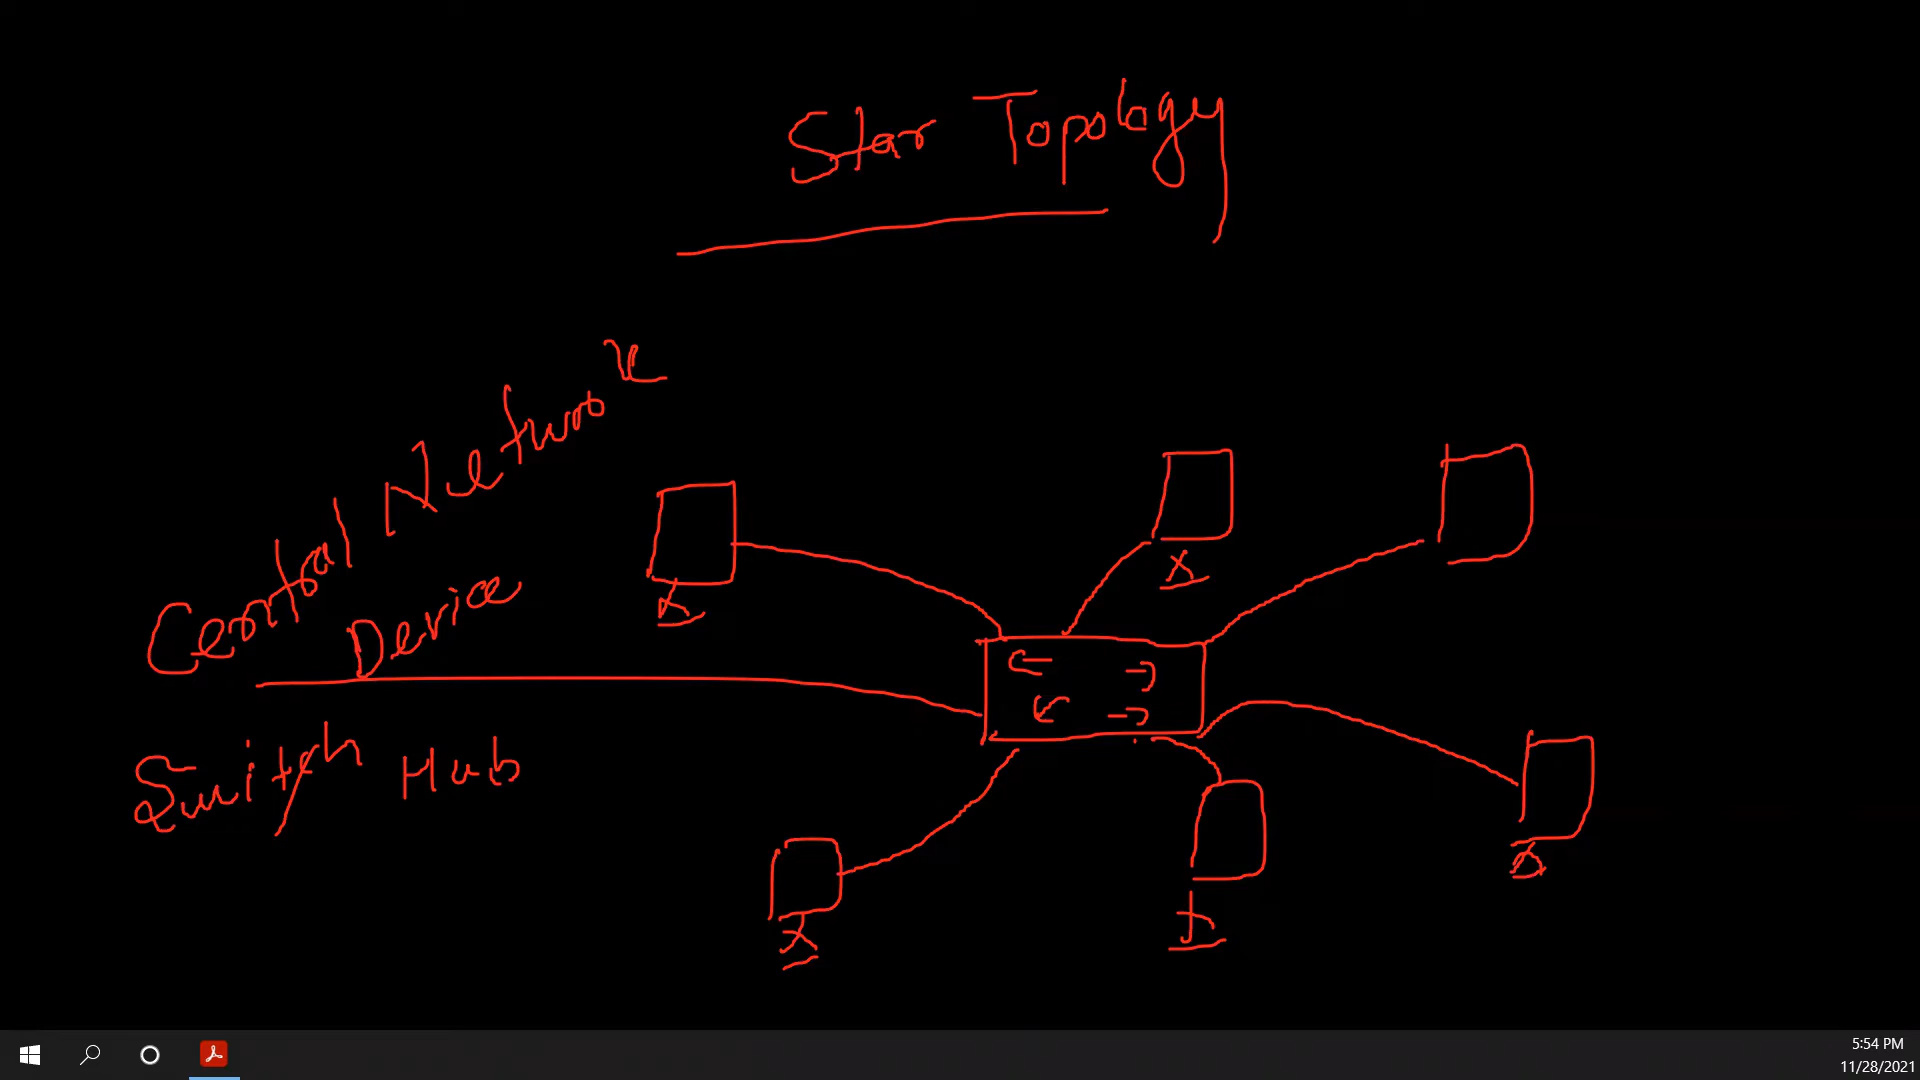 Star Topology
Central Network
Device
Switch Hub
5:54 PM
11/28/2021